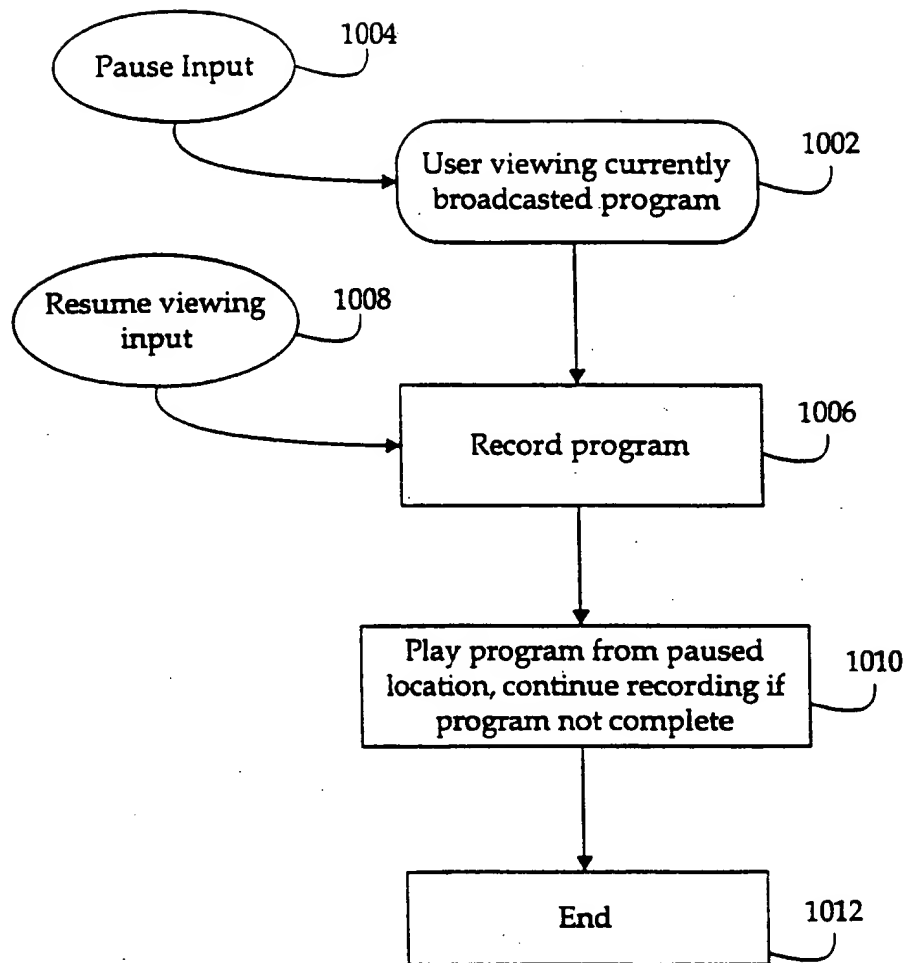 1004
Pause Input
1002
User viewing currently
broadcasted program
1008
Resume viewing
input
1006
Record program
1010
Play program from paused
location, continue recording if
program not complete
1012
End